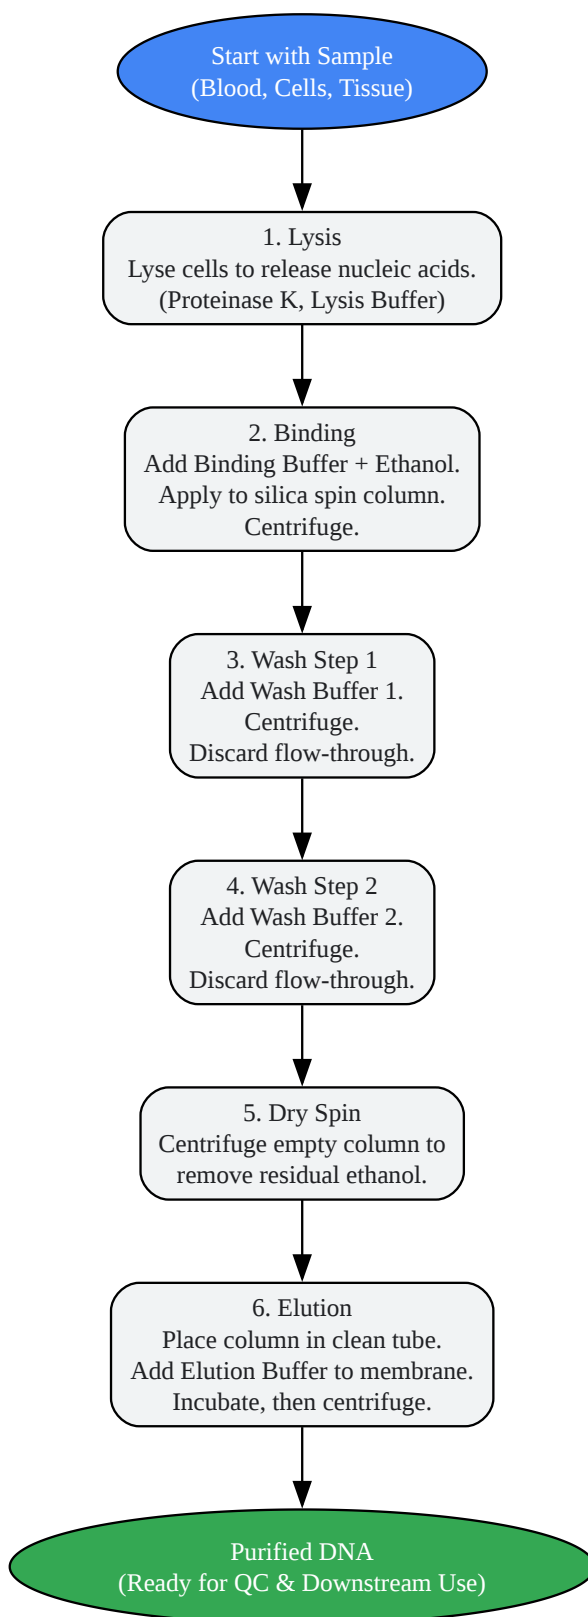 Start with Sample
(Blood, Cells, Tissue)
1. Lysis
Lyse cells to release nucleic acids.
(Proteinase K, Lysis Buffer)
2. Binding
Add Binding Buffer + Ethanol.
Apply to silica spin column.
Centrifuge.
3. Wash Step 1
Add Wash Buffer 1.
Centrifuge.
Discard flow-through.
4. Wash Step 2
Add Wash Buffer 2.
Centrifuge.
Discard flow-through.
5. Dry Spin
Centrifuge empty column to
remove residual ethanol.
6. Elution
Place column in clean tube.
Add Elution Buffer to membrane.
Incubate, then centrifuge.
Purified DNA
(Ready for QC & Downstream Use)